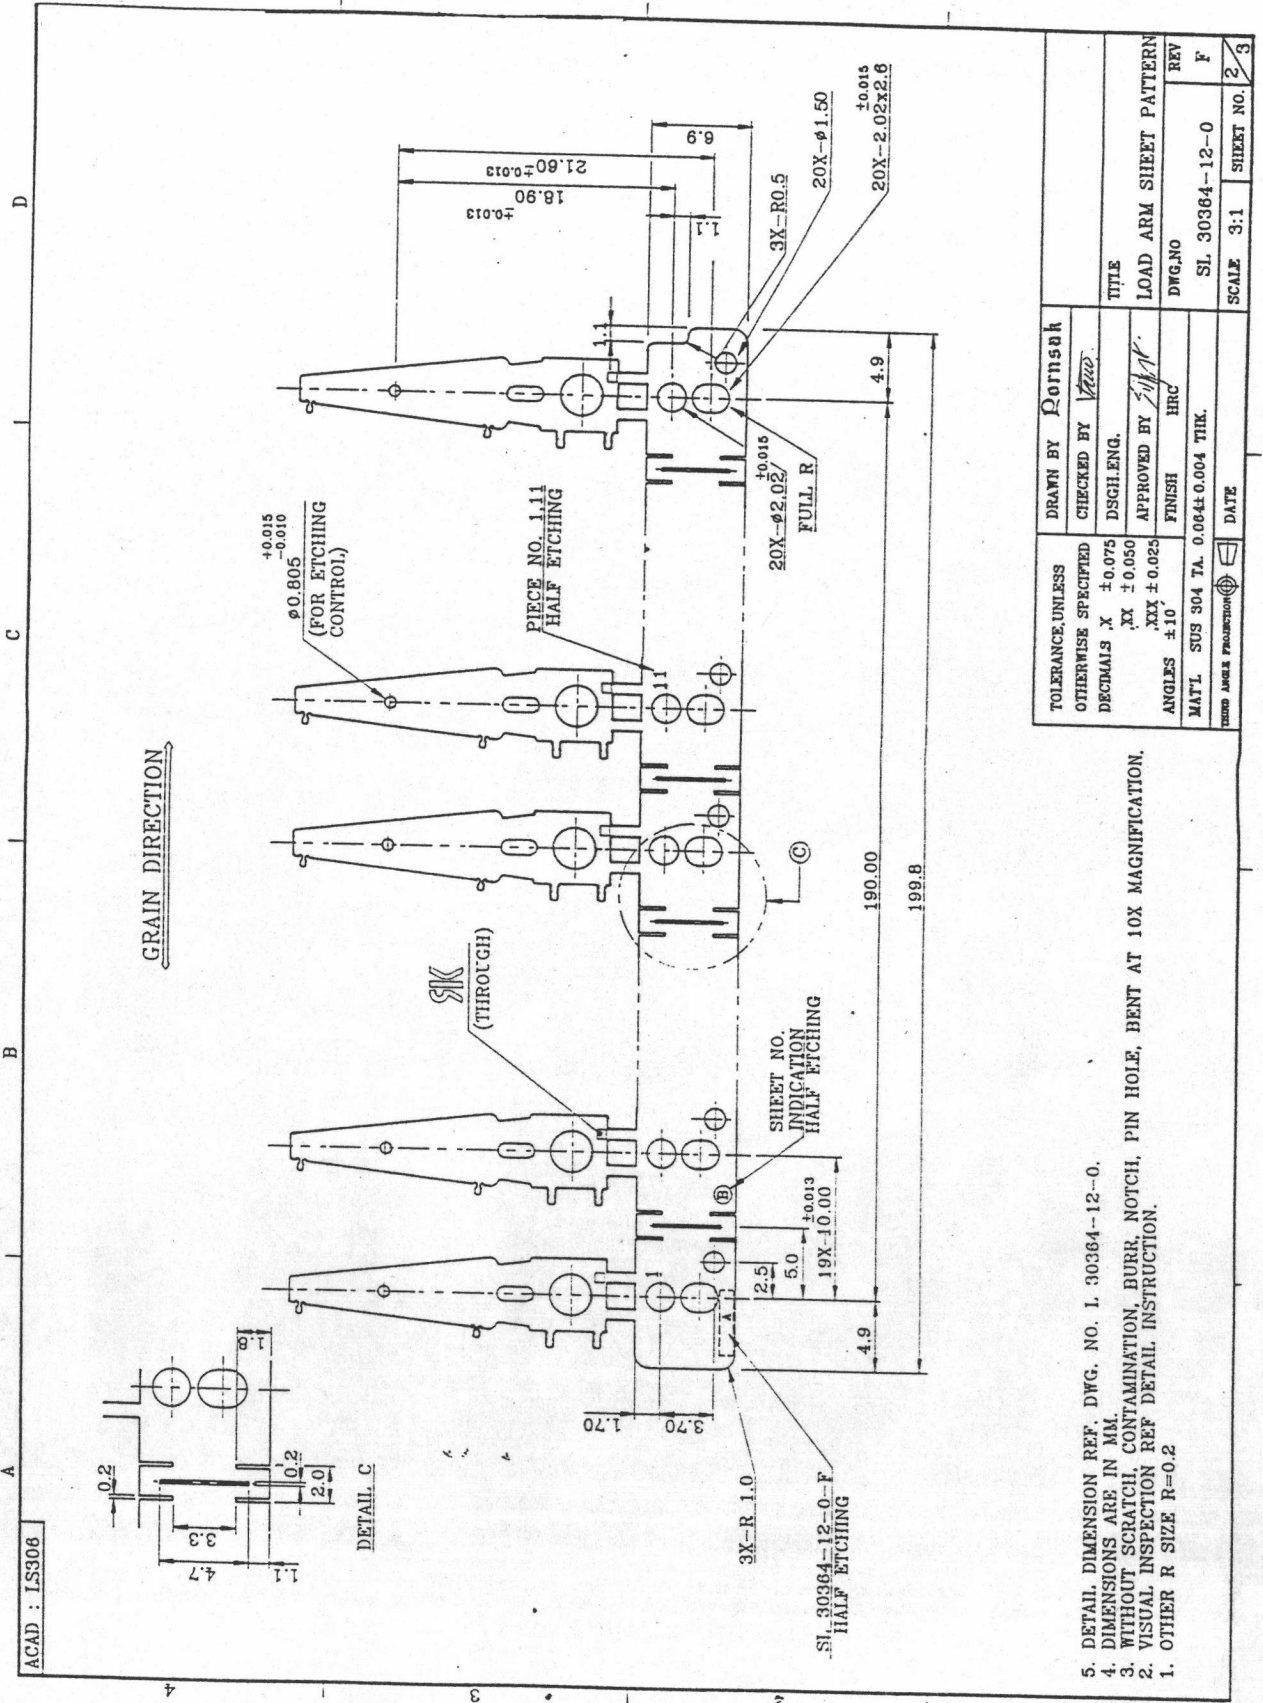 ACAD : LS306
A
B
C
D
4
3
GRAIN DIRECTION
0.2
3.3
4.7
1.1
0.2
2.0
1.8
DETAIL C
(THROUGH)
+0.015
-0.010
ø0.805
(FOR ETCHING
CONTROL)
PIECE NO. 1,11
HALF ETCHING
±0.013
18.90
21.60±0.013
6.9
1.1
1.1
3X-R0.5
20X-ø1.50
±0.015
20X-2.02x2.6
±0.015
20X-ø2.02
FULL R
4.9
1
11
C
B
A
SHEET NO.
INDICATION
HALF ETCHING
2.5
5.0
±0.013
19X-10.00
4.9
190.00
199.8
1.70
3.70
3X-R 1.0
SL 30364-12-0-F
HALF ETCHING
5. DETAIL DIMENSION REF. DWG. NO. L 30364-12-0.
4. DIMENSIONS ARE IN MM.
3. WITHOUT SCRATCH, CONTAMINATION, BURR, NOTCH, PIN HOLE, BENT AT 10X MAGNIFICATION.
2. VISUAL INSPECTION REF DETAIL INSTRUCTION.
1. OTHER R SIZE R=0.2
TOLERANCE,UNLESS
OTHERWISE SPECIFIED
DECIMALS .X ±0.075
.XX ±0.050
.XXX ±0.025
ANGLES ±10'
MAT'L SUS 304 TA. 0.064±0.004 THK.
THIRD ANGLE PROJECTION
DATE
DRAWN BY Pornsuk
CHECKED BY
DSGH.ENG.
APPROVED BY
FINISH HRC
TITLE
LOAD ARM SHEET PATTERN
DWG.NO
SL 30364-12-0
REV
F
SCALE 3:1
SHEET NO.
2/3